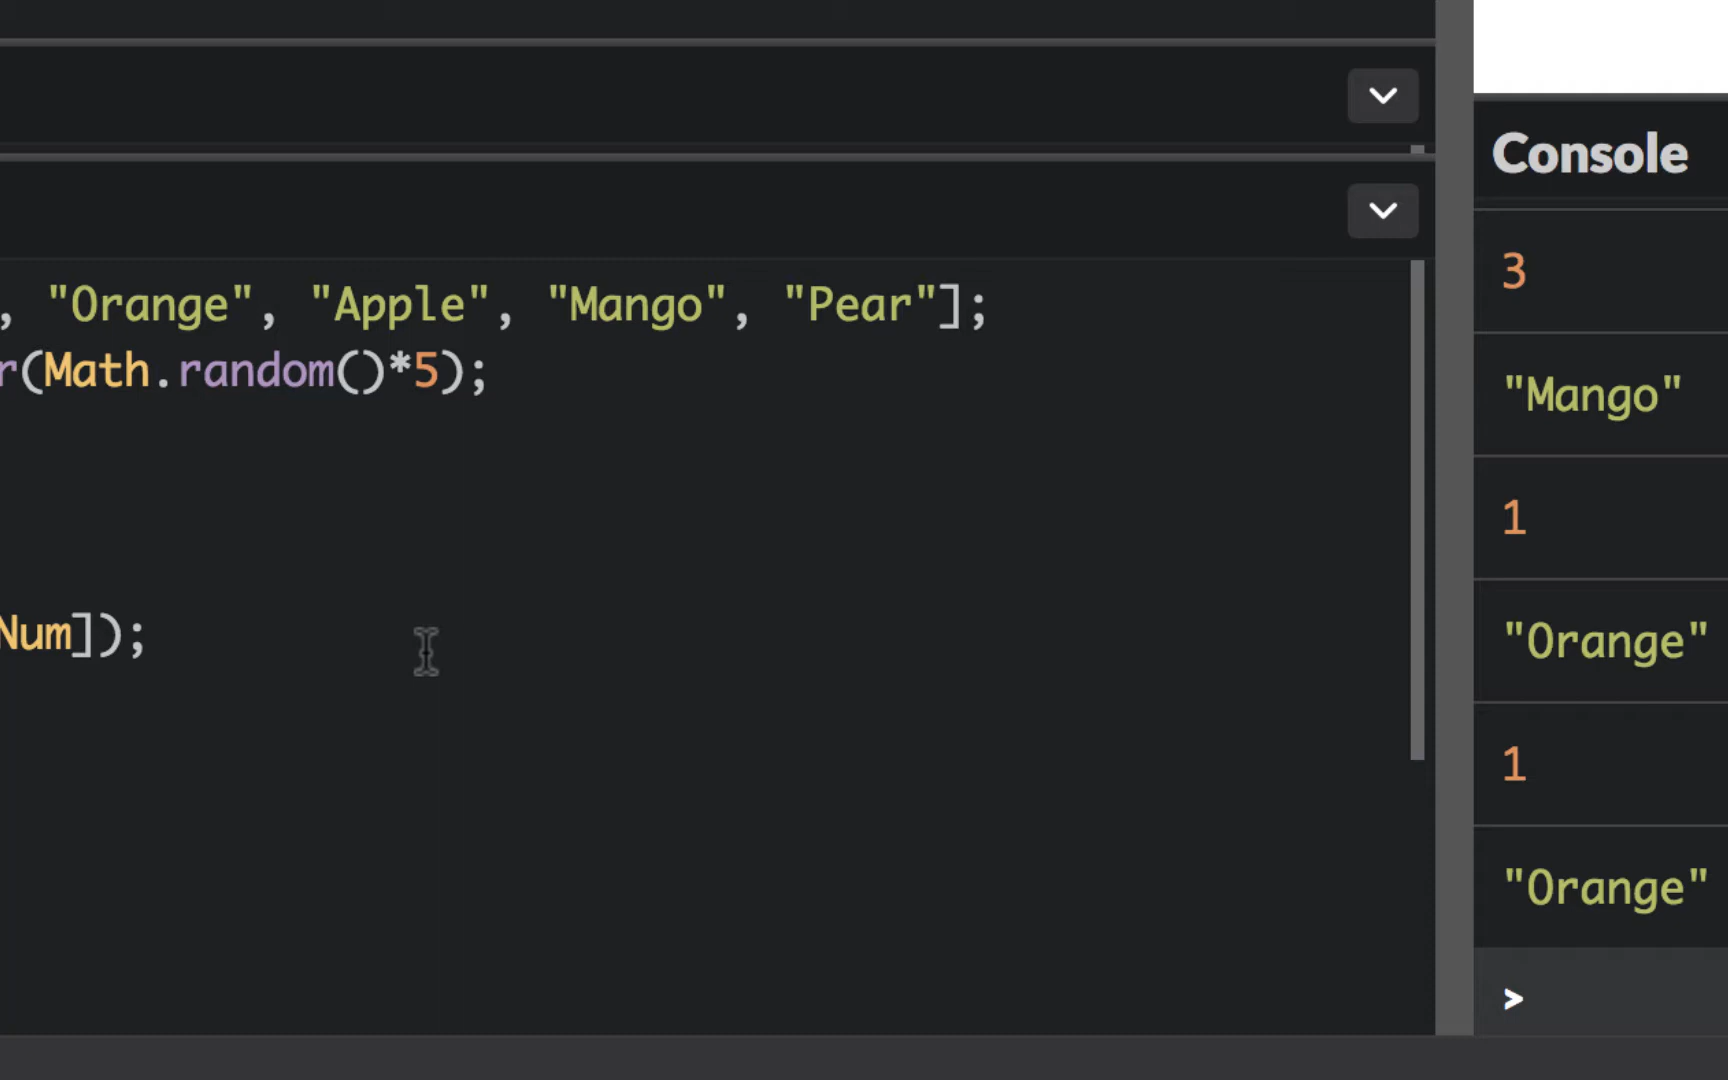 , "Orange", "Apple", "Mango", "Pear"];
r(Math.random()*5);
Num]);
Console
3
"Mango"
1
"Orange"
1
"Orange"
>